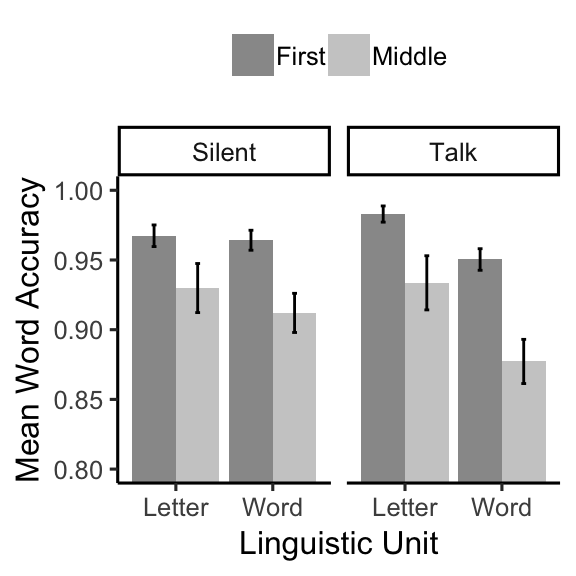 First Middle
Silent Talk
Mean Word Accuracy
1.00
0.95
0.90
0.85
0.80
Letter Word Letter Word
Linguistic Unit